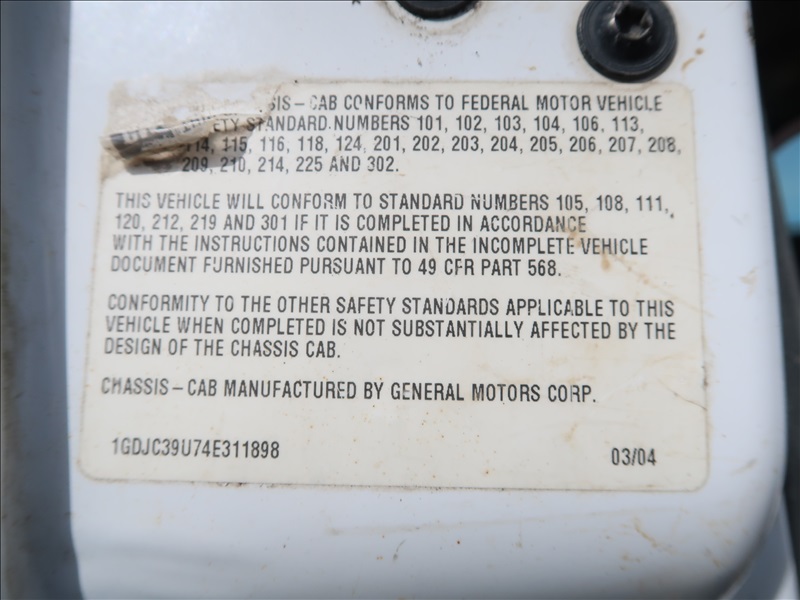 SIS - CAB CONFORMS TO FEDERAL MOTOR VEHICLE
ETY STANDARD NUMBERS 101, 102, 103, 104, 106, 113,
114, 115, 116, 118, 124, 201, 202, 203, 204, 205, 206, 207, 208,
209, 210, 214, 225 AND 302.
THIS VEHICLE WILL CONFORM TO STANDARD NUMBERS 105, 108, 111,
120, 212, 219 AND 301 IF IT IS COMPLETED IN ACCORDANCE
WITH THE INSTRUCTIONS CONTAINED IN THE INCOMPLETE VEHICLE
DOCUMENT FURNISHED PURSUANT TO 49 CFR PART 568.
CONFORMITY TO THE OTHER SAFETY STANDARDS APPLICABLE TO THIS
VEHICLE WHEN COMPLETED IS NOT SUBSTANTIALLY AFFECTED BY THE
DESIGN OF THE CHASSIS CAB.
CHASSIS - CAB MANUFACTURED BY GENERAL MOTORS CORP.
1GDJC39U74E311898 03/04